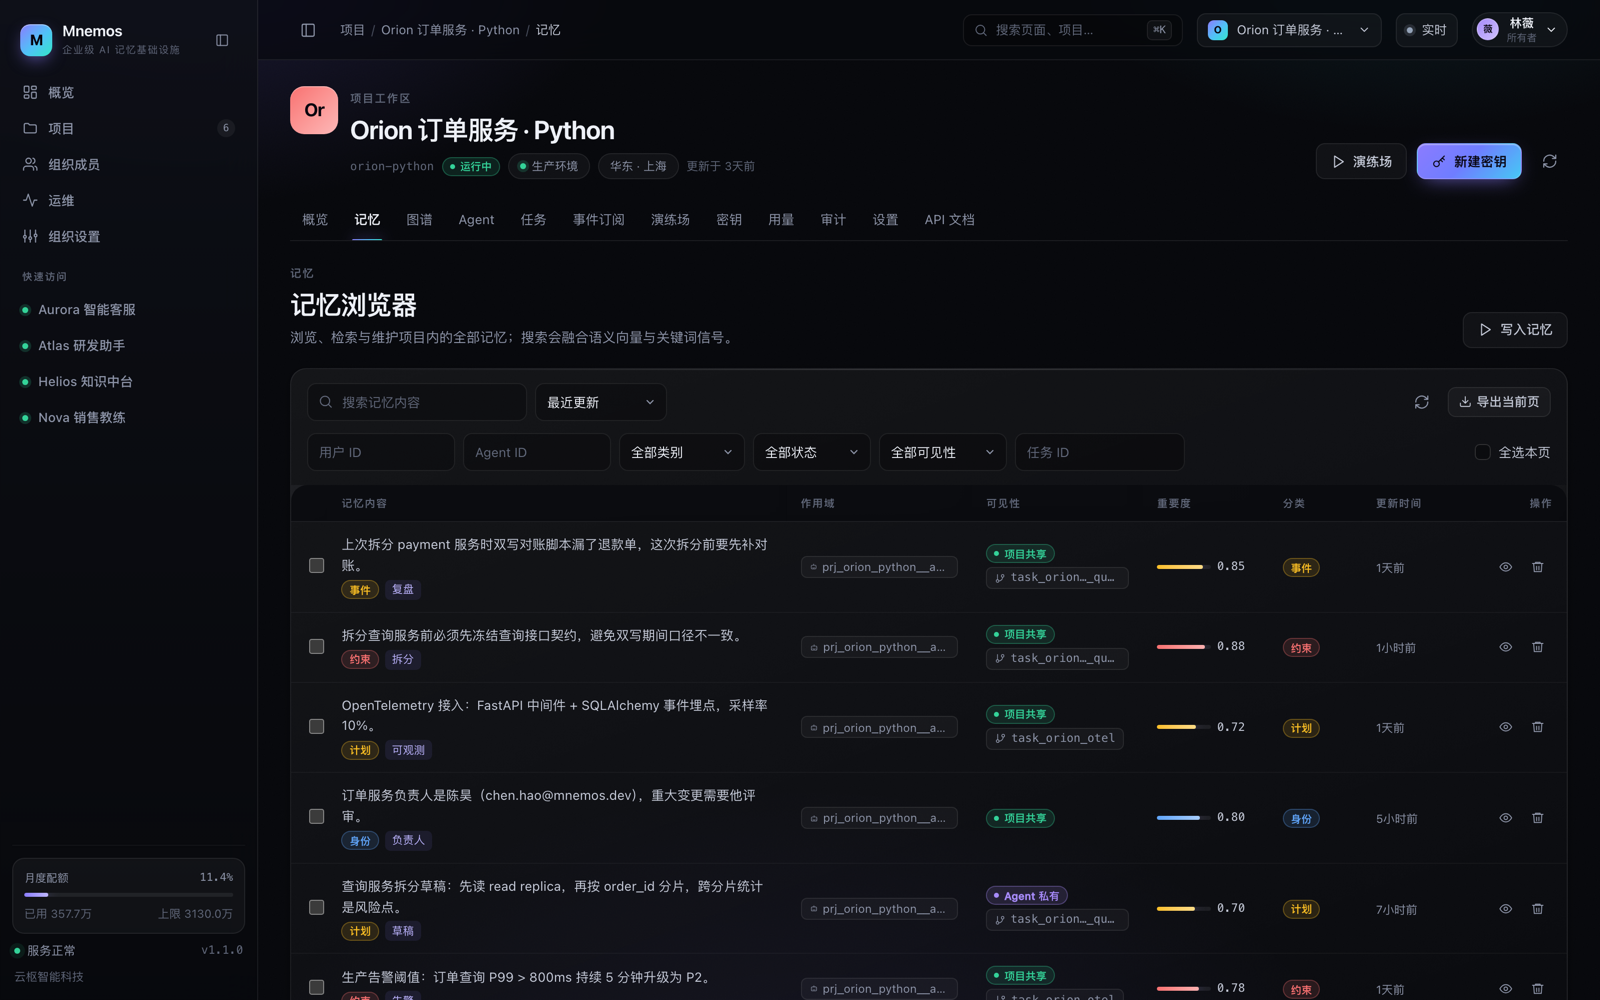 M
Mnemos
企业级 AI 记忆基础设施
概览
项目
6
组织成员
运维
组织设置
快速访问
Aurora 智能客服
Atlas 研发助手
Helios 知识中台
Nova 销售教练
月度配额
11.4%
已用 357.7万
上限 3130.0万
服务正常
v1.1.0
云枢智能科技
项目 / Orion 订单服务 · Python / 记忆
搜索页面、项目...
⌘K
O
Orion 订单服务 · ...
实时
薇
林薇
所有者
Or
项目工作区
Orion 订单服务 · Python
orion-python
运行中
生产环境
华东 · 上海
更新于 3天前
演练场
新建密钥
概览
记忆
图谱
Agent
任务
事件订阅
演练场
密钥
用量
审计
设置
API 文档
记忆
记忆浏览器
浏览、检索与维护项目内的全部记忆；搜索会融合语义向量与关键词信号。
写入记忆
搜索记忆内容
最近更新
导出当前页
用户 ID
Agent ID
全部类别
全部状态
全部可见性
任务 ID
全选本页
记忆内容
作用域
可见性
重要度
分类
更新时间
操作
上次拆分 payment 服务时双写对账脚本漏了退款单，这次拆分前要先补对
账。
事件
复盘
prj_orion_python__a...
项目共享
task_orion…_qu…
0.85
事件
1天前
拆分查询服务前必须先冻结查询接口契约，避免双写期间口径不一致。
约束
拆分
prj_orion_python__a...
项目共享
task_orion…_qu…
0.88
约束
1小时前
OpenTelemetry 接入：FastAPI 中间件 + SQLAlchemy 事件埋点，采样率
10%。
计划
可观测
prj_orion_python__a...
项目共享
task_orion_otel
0.72
计划
1天前
订单服务负责人是陈昊（chen.hao@mnemos.dev），重大变更需要他评
审。
身份
负责人
prj_orion_python__a...
项目共享
0.80
身份
5小时前
查询服务拆分草稿：先读 read replica，再按 order_id 分片，跨分片统计
是风险点。
计划
草稿
prj_orion_python__a...
Agent 私有
task_orion…_qu…
0.70
计划
7小时前
生产告警阈值：订单查询 P99 > 800ms 持续 5 分钟升级为 P2。
约束
告警
prj_orion_python__a...
项目共享
task_orion_otel
0.78
约束
1天前